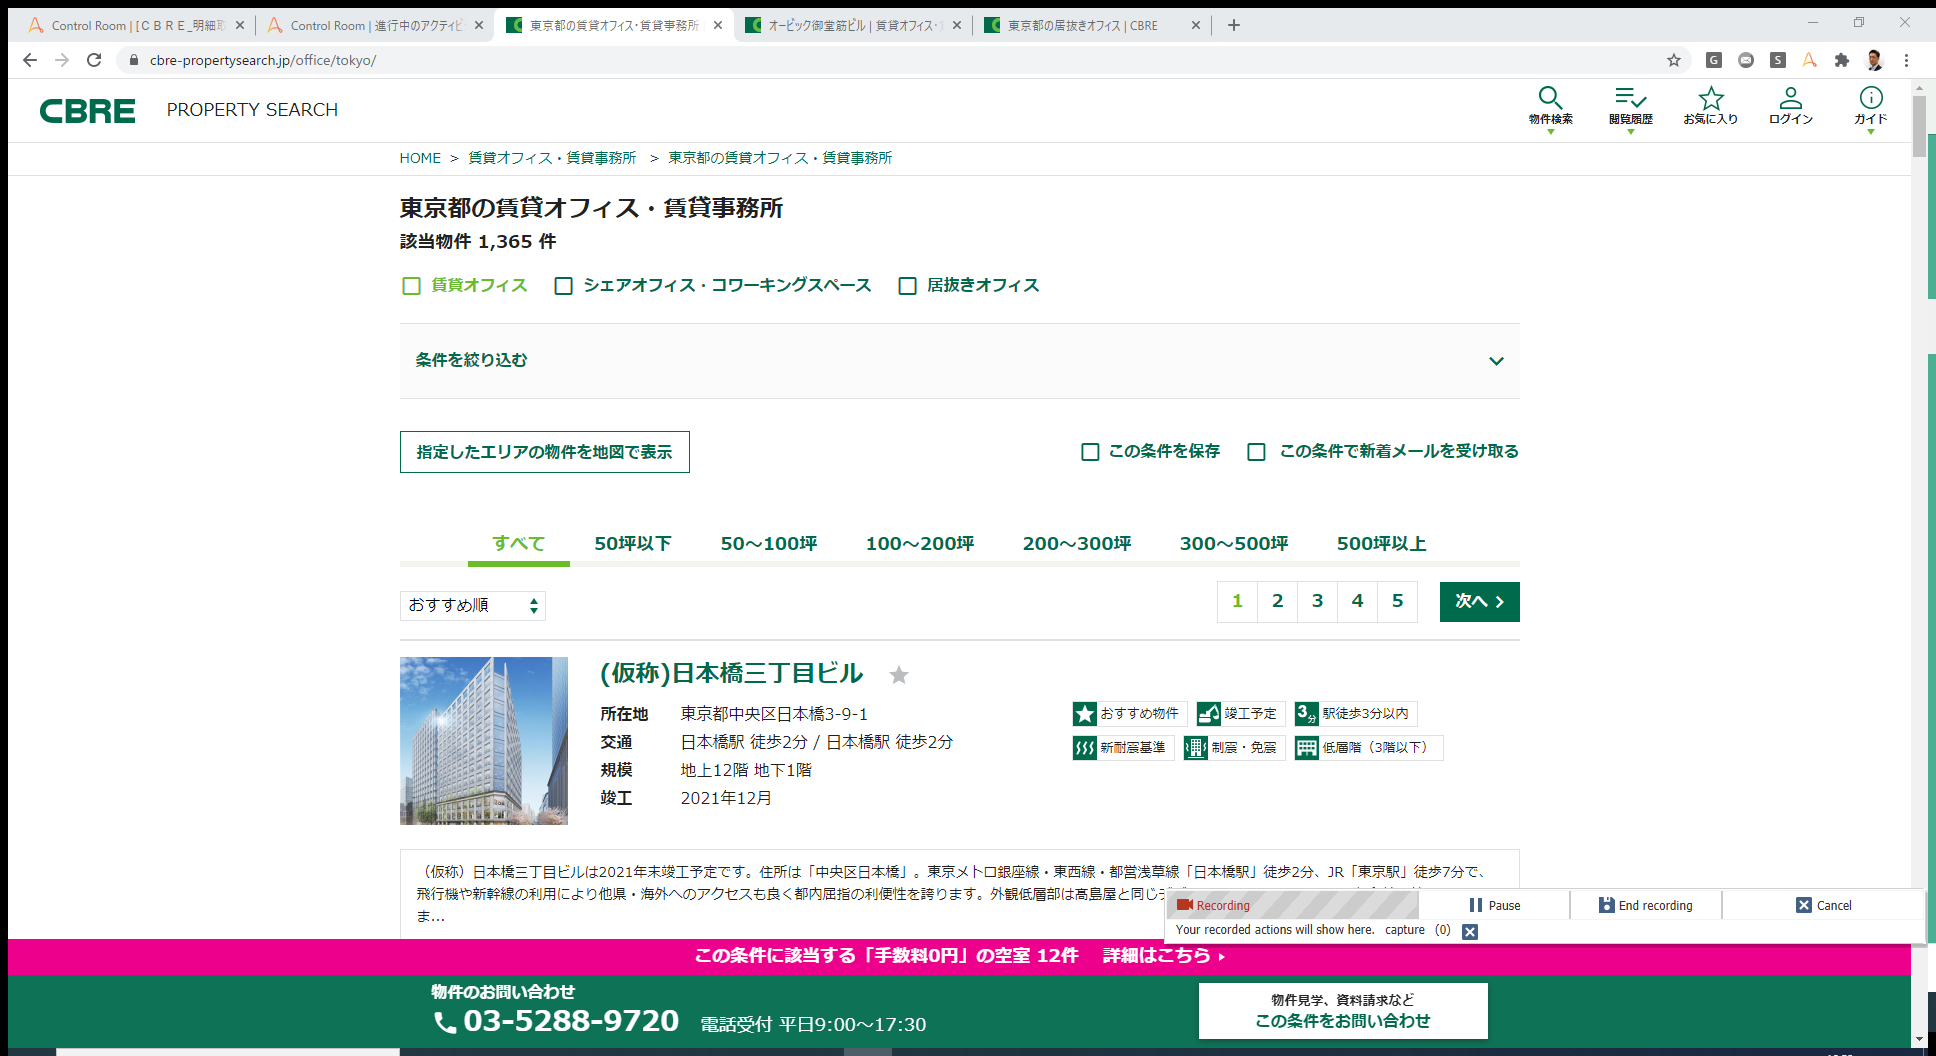 Control Room | [ＣＢＲＥ_明細取
Control Room | 進行中のアクティビ
東京都の賃貸オフィス・賃貸事務所
オービック御堂筋ビル | 賃貸オフィス・
東京都の居抜きオフィス | CBRE
cbre-propertysearch.jp/office/tokyo/
CBRE PROPERTY SEARCH
物件検索 閲覧履歴 お気に入り ログイン ガイド
HOME > 賃貸オフィス・賃貸事務所 > 東京都の賃貸オフィス・賃貸事務所
東京都の賃貸オフィス・賃貸事務所
該当物件 1,365 件
賃貸オフィス シェアオフィス・コワーキングスペース 居抜きオフィス
条件を絞り込む
指定したエリアの物件を地図で表示 この条件を保存 この条件で新着メールを受け取る
すべて 50坪以下 50～100坪 100～200坪 200～300坪 300～500坪 500坪以上
おすすめ順 1 2 3 4 5 次へ
(仮称)日本橋三丁目ビル
所在地 東京都中央区日本橋3-9-1
交通 日本橋駅 徒歩2分 / 日本橋駅 徒歩2分
規模 地上12階 地下1階
竣工 2021年12月
おすすめ物件 竣工予定 3分 駅徒歩3分以内
新耐震基準 制震・免震 低層階（3階以下）
（仮称）日本橋三丁目ビルは2021年末竣工予定です。住所は「中央区日本橋」。東京メトロ銀座線・東西線・都営浅草線「日本橋駅」徒歩2分、JR「東京駅」徒歩7分で、
飛行機や新幹線の利用により他県・海外へのアクセスも良く都内屈指の利便性を誇ります。外観低層部は高島屋と同じ
ま...
Recording Pause End recording Cancel
Your recorded actions will show here. capture (0)
この条件に該当する「手数料0円」の空室 12件 詳細はこちら
物件のお問い合わせ
03-5288-9720 電話受付 平日9:00～17:30
物件見学、資料請求など
この条件をお問い合わせ